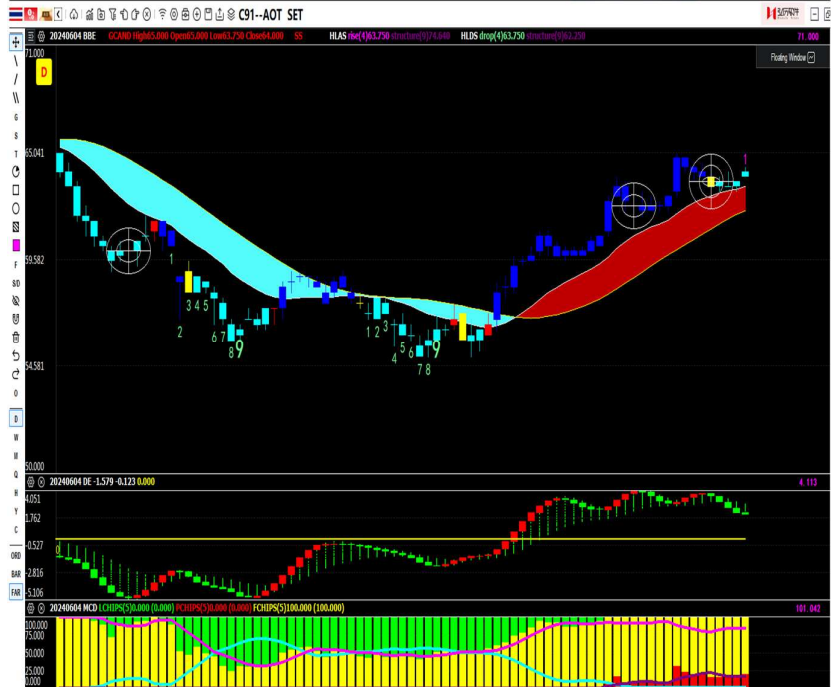 C91--AOT SET
20240604 BBE GCAND High65.000 Open65.000 Low63.750 Close64.000 SS HLAS rise(4)63.750 structure(9)74.640 HLDS drop(4)63.750 structure(9)62.250 71.000
71.000
Floating Window
D
65.041
59.582
54.581
50.000
1
2
3 4 5
6 7
8 9
1 2 3
4 5 6
7 8 9
1
G
S
T
F
SD
O
D
W
M
Q
H
Y
C
ORD
BAR
FAR
20240604 DE -1.579 -0.123 0.000 4.113
4.051
1.762
-0.527
-2.816
-5.106
0
20240604 MCD LCHIPS(5)0.000 (0.000) PCHIPS(5)0.000 (0.000) FCHIPS(5)100.000 (100.000) 101.042
100.000
75.000
50.000
25.000
0.000